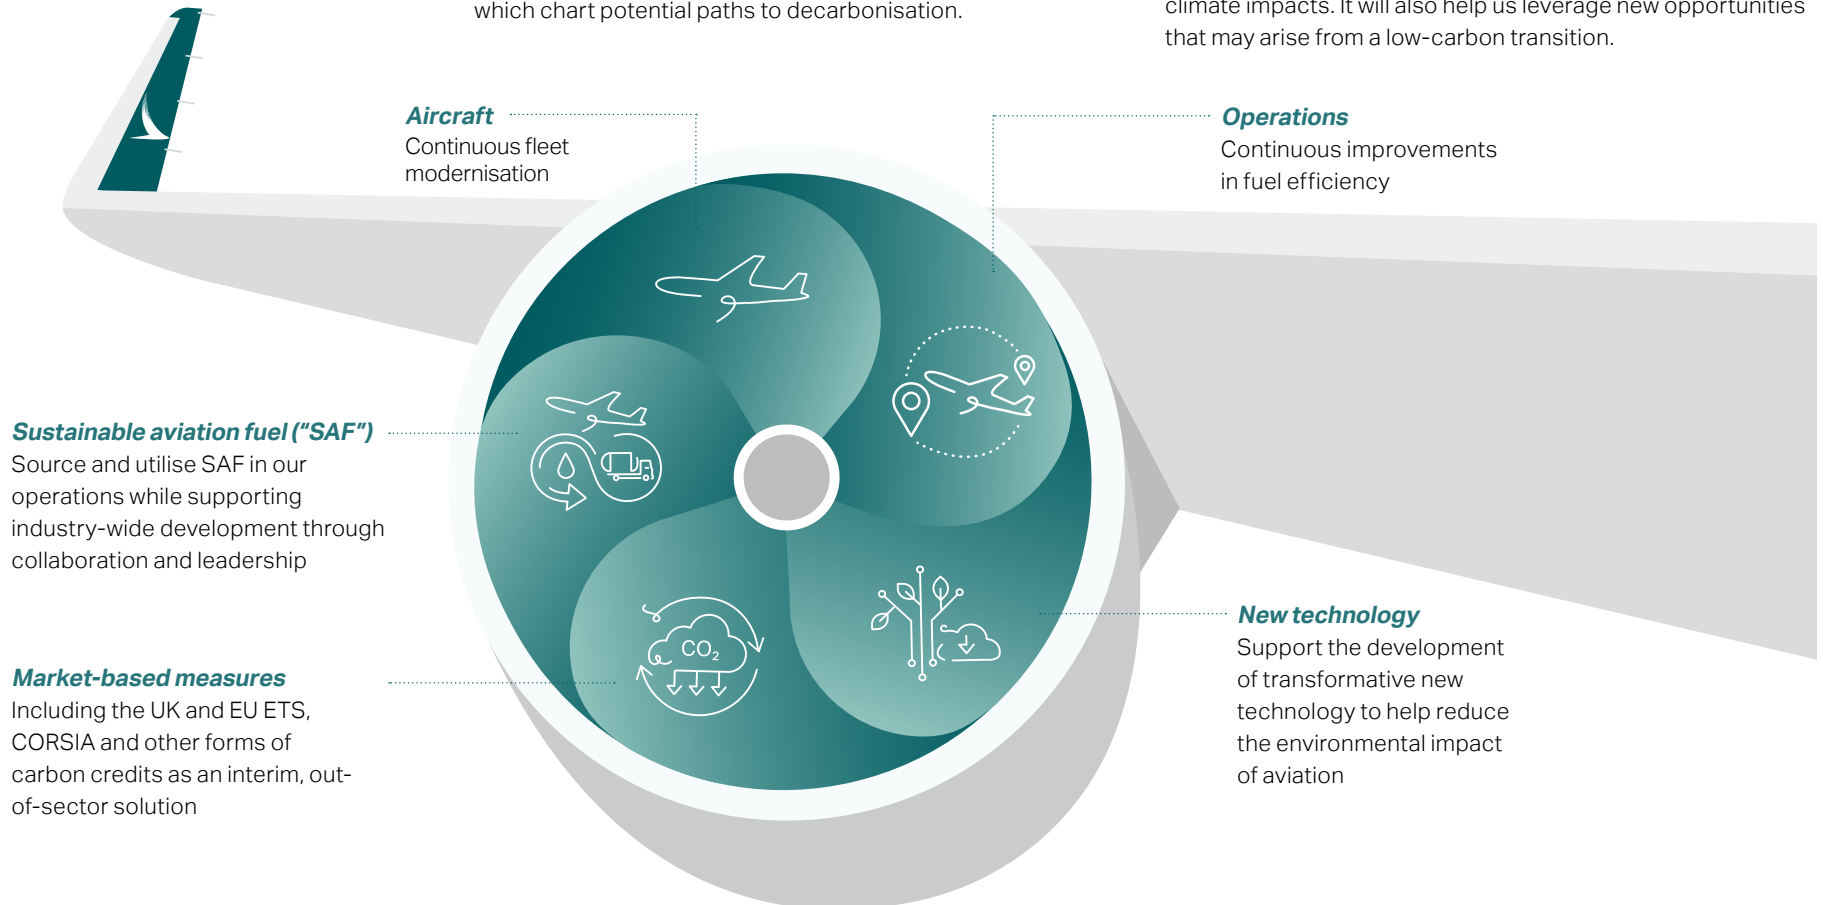 which chart potential paths to decarbonisation.
climate impacts. It will also help us leverage new opportunities
that may arise from a low-carbon transition.
Aircraft
Continuous fleet
modernisation
Operations
Continuous improvements
in fuel efficiency
Sustainable aviation fuel (“SAF”)
Source and utilise SAF in our
operations while supporting
industry-wide development through
collaboration and leadership
Market-based measures
Including the UK and EU ETS,
CORSIA and other forms of
carbon credits as an interim, out-
of-sector solution
CO₂
New technology
Support the development
of transformative new
technology to help reduce
the environmental impact
of aviation